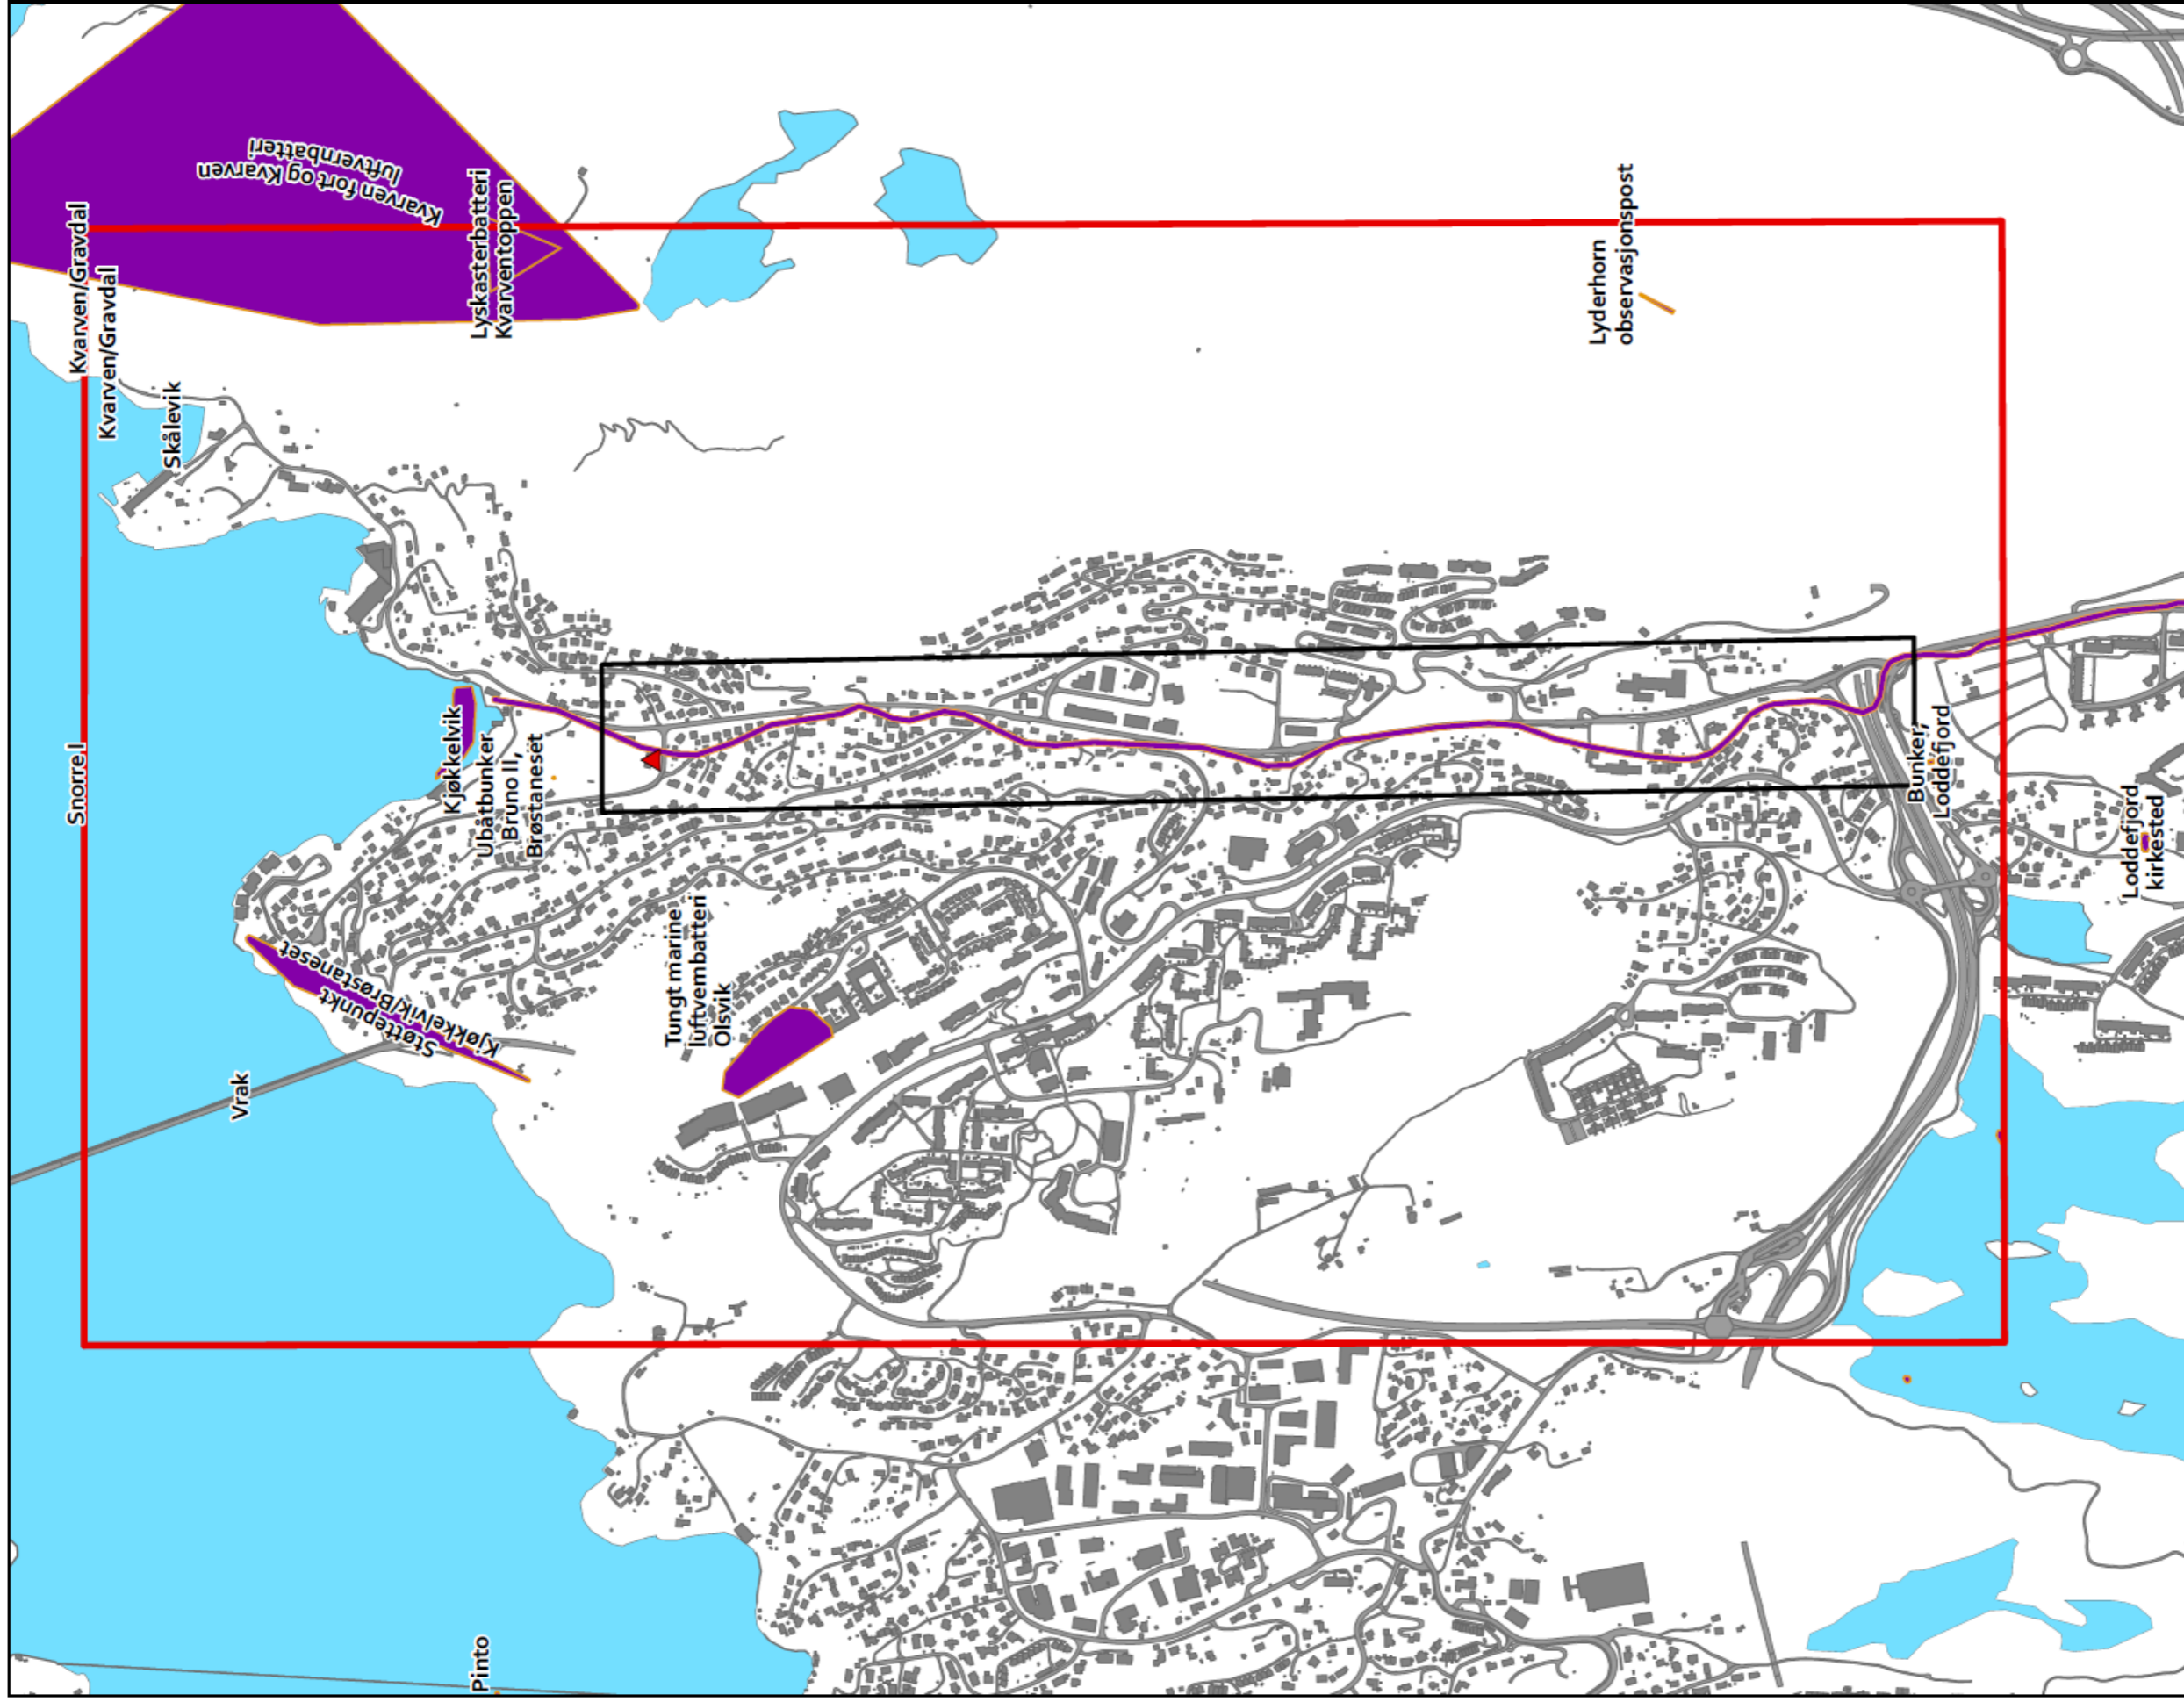 Kvarven fort og Kvarven
luftvernbatteri
Kvarven/Gravdal
Kvarven/Gravdal
Lyskasterbatteri
Kvarventoppen
Skålevik
Lyderhorn
observasjonspost
Snorre I
Kjøkkelvik
Ubåtbunker
Bruno II,
Brøstaneset
Støttepunkt
Kjøkkelvik/Brøstaneset
Vrak
Tungt marine
luftvernbatteri
Olsvik
Bunker,
Loddefjord
Loddefjord
kirkested
Pinto